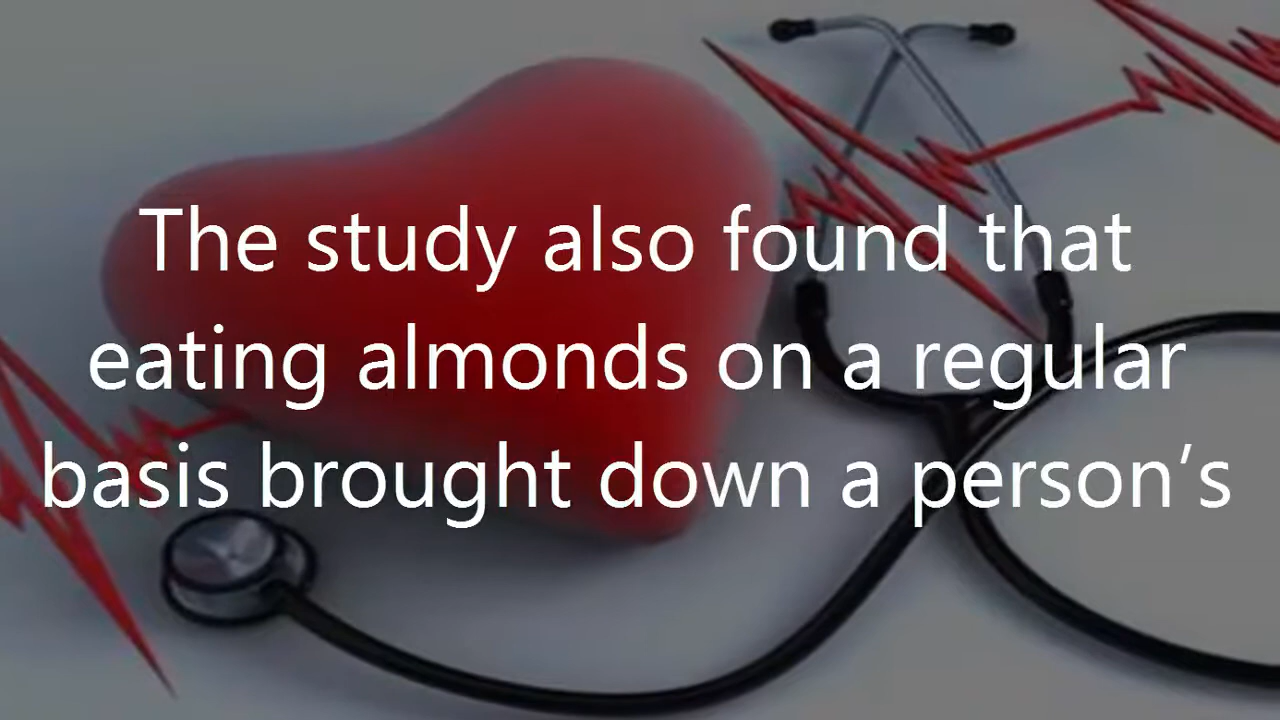 The study also found that
eating almonds on a regular
basis brought down a person’s